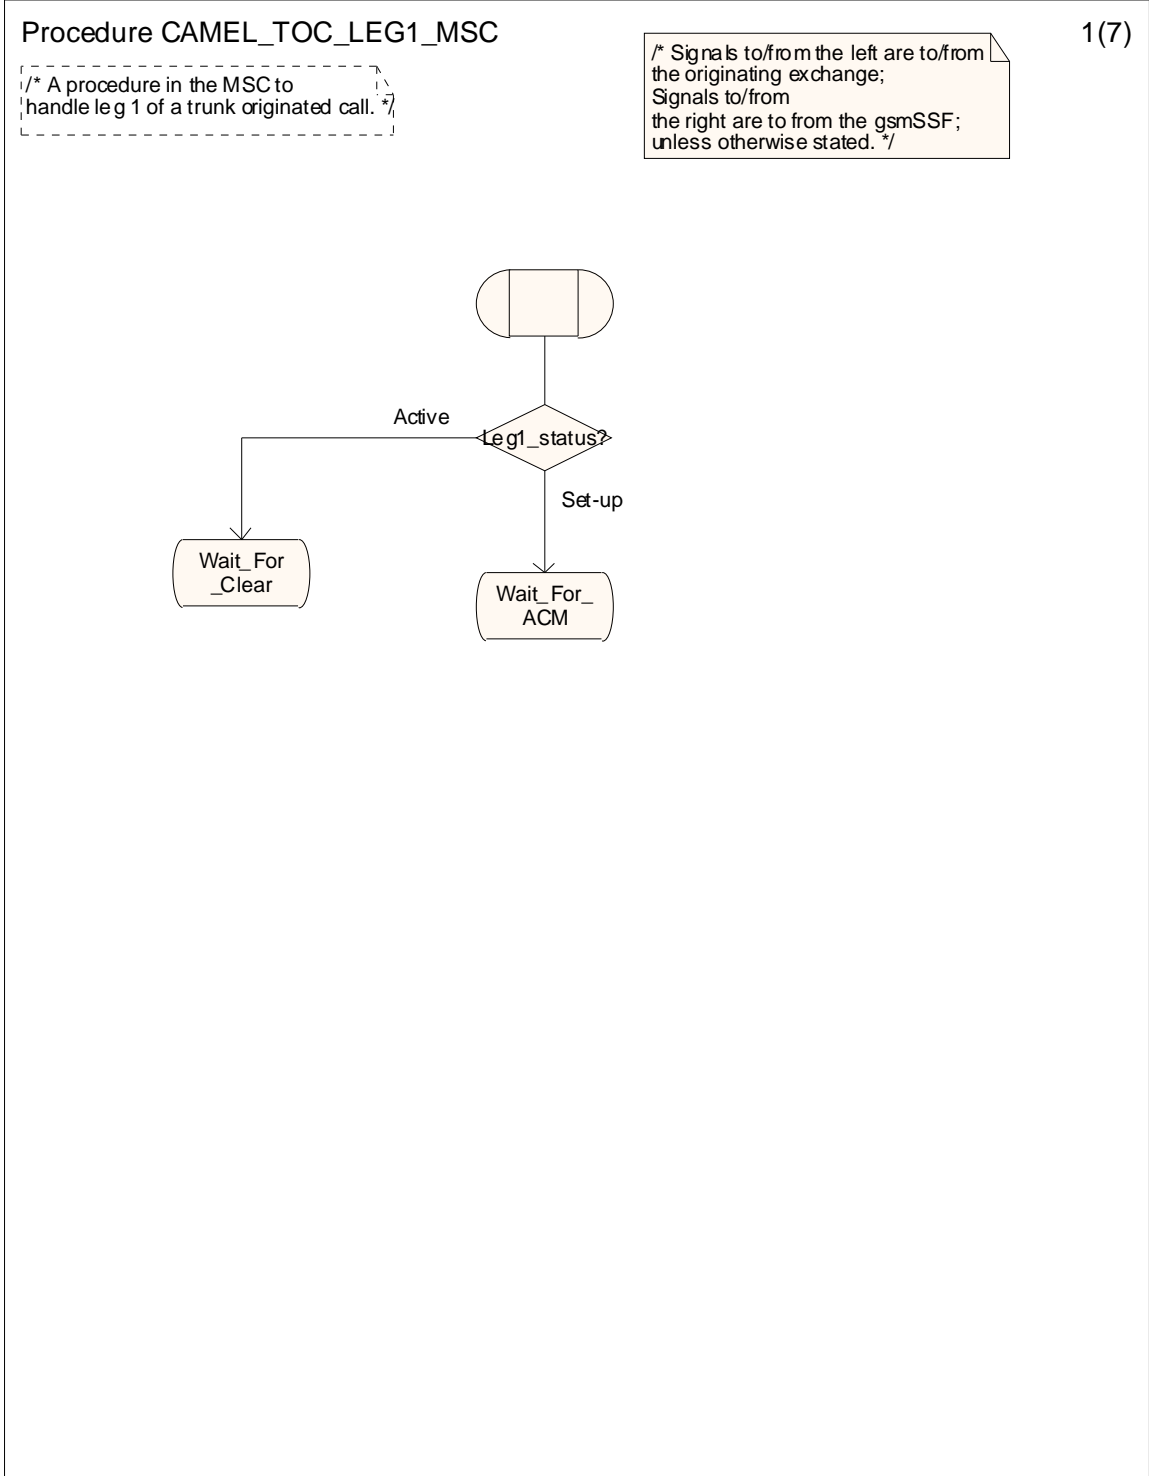 Procedure CAMEL_TOC_LEG1_MSC
1(7)
/* A procedure in the MSC to
handle leg 1 of a trunk originated call. */
/* Signals to/from the left are to/from
the originating exchange;
Signals to/from
the right are to from the gsmSSF;
unless otherwise stated. */
Leg1_status?
Active
Set-up
Wait_For
_Clear
Wait_For_
ACM